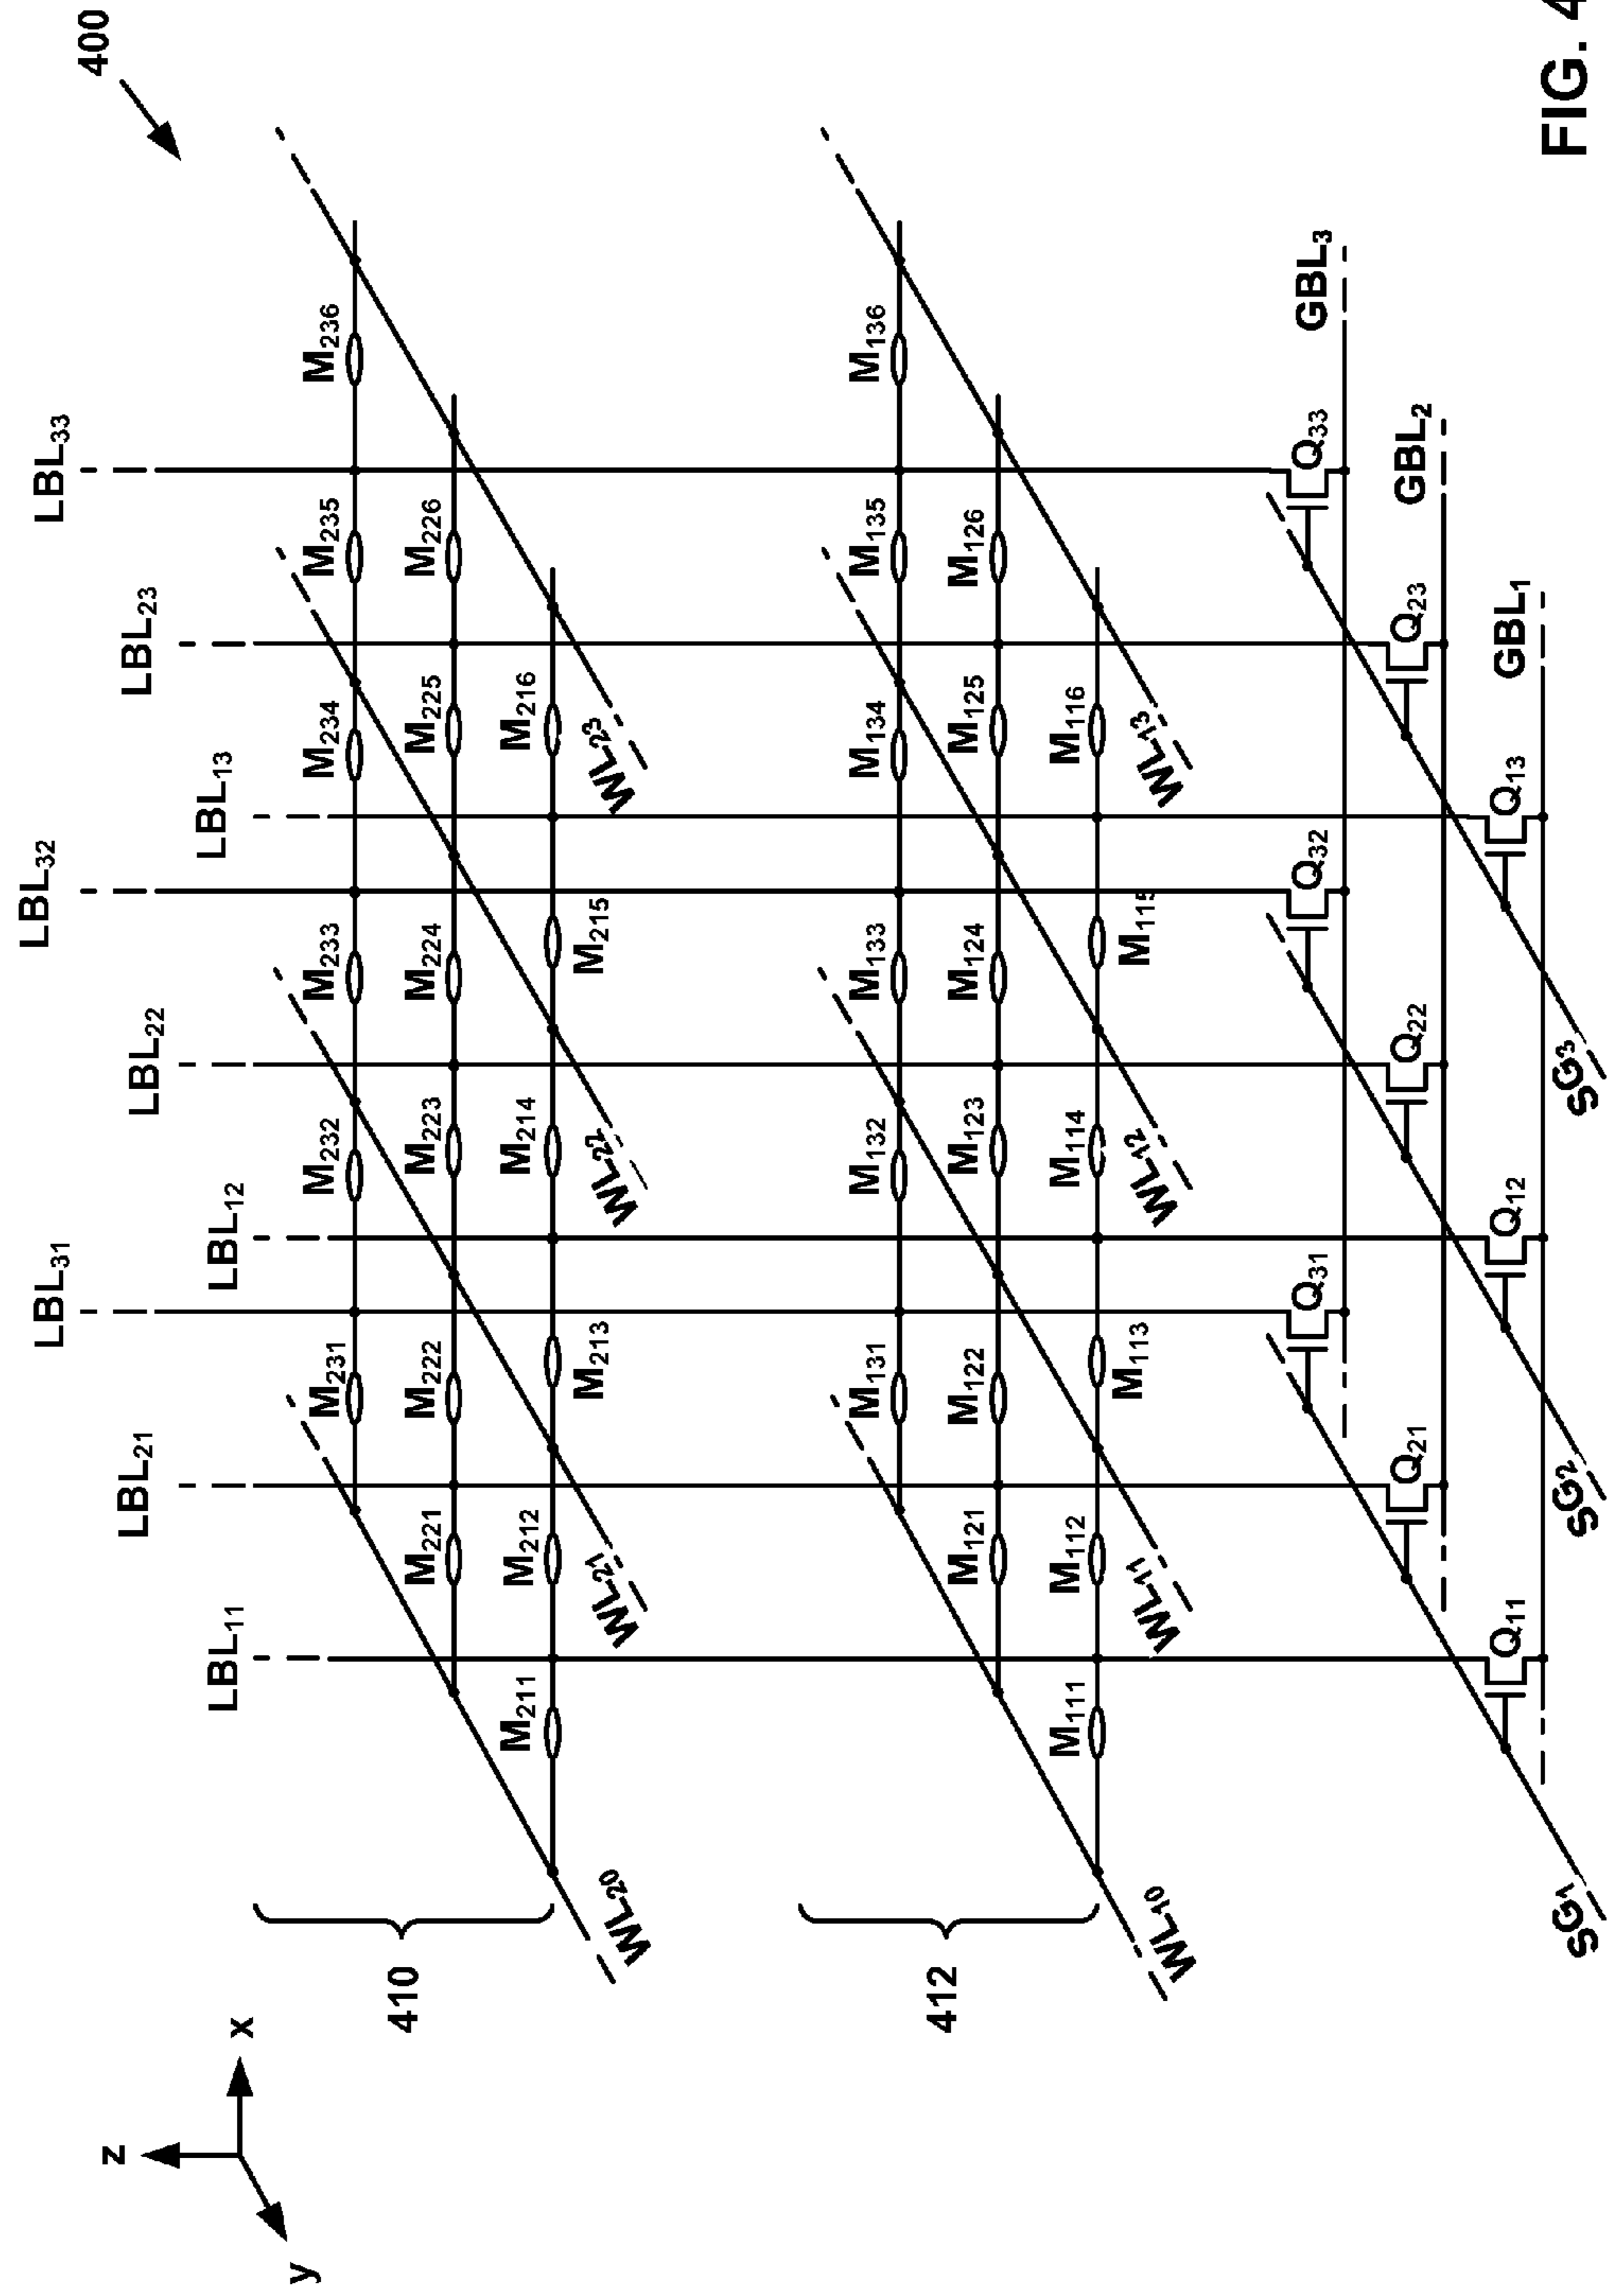 400
LBL₃₃
LBL₂₃
LBL₁₃
LBL₃₂
LBL₂₂
LBL₁₂
LBL₃₁
LBL₂₁
LBL₁₁
z
x
y
410
M₂₃₁
M₂₃₂
M₂₃₃
M₂₃₄
M₂₃₅
M₂₃₆
M₂₂₁
M₂₂₂
M₂₂₃
M₂₂₄
M₂₂₅
M₂₂₆
M₂₁₁
M₂₁₂
M₂₁₃
M₂₁₄
M₂₁₅
M₂₁₆
WL₂₀
WL₂₁
WL₂₂
WL₂₃
412
M₁₃₁
M₁₃₂
M₁₃₃
M₁₃₄
M₁₃₅
M₁₃₆
M₁₂₁
M₁₂₂
M₁₂₃
M₁₂₄
M₁₂₅
M₁₂₆
M₁₁₁
M₁₁₂
M₁₁₃
M₁₁₄
M₁₁₅
M₁₁₆
WL₁₀
WL₁₁
WL₁₂
WL₁₃
Q₃₁
Q₃₂
Q₃₃
GBL₃
Q₂₁
Q₂₂
Q₂₃
GBL₂
Q₁₁
Q₁₂
Q₁₃
GBL₁
SG₁
SG₂
SG₃
FIG. 4